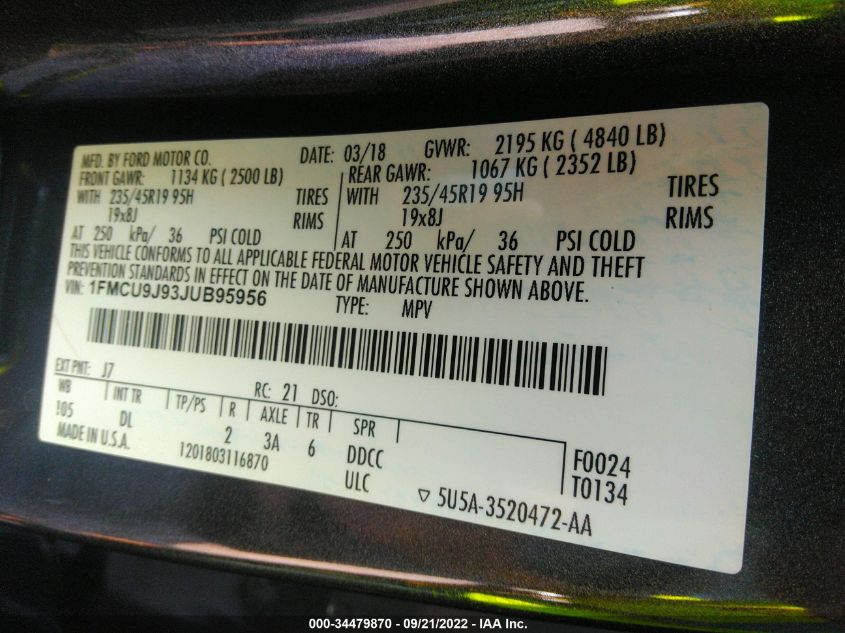 MFD. BY FORD MOTOR CO. DATE: 03/18 GVWR: 2195 KG ( 4840 LB)
FRONT GAWR: 1134 KG ( 2500 LB) REAR GAWR: 1067 KG ( 2352 LB)
WITH 235/45R19 95H TIRES WITH 235/45R19 95H TIRES
19x8J RIMS 19x8J RIMS
AT 250 kPa/ 36 PSI COLD AT 250 kPa/ 36 PSI COLD
THIS VEHICLE CONFORMS TO ALL APPLICABLE FEDERAL MOTOR VEHICLE SAFETY AND THEFT
PREVENTION STANDARDS IN EFFECT ON THE DATE OF MANUFACTURE SHOWN ABOVE.
VIN: 1FMCU9J93JUB95956 TYPE: MPV
EXT PNT: J7 RC: 21 DSO:
WB INT TR TP/PS R AXLE TR SPR
105 DL 2 3A 6 DDCC F0024
MADE IN U.S.A. 1201803116870 ULC T0134
▽ 5U5A-3520472-AA
000-34479870 - 09/21/2022 - IAA Inc.